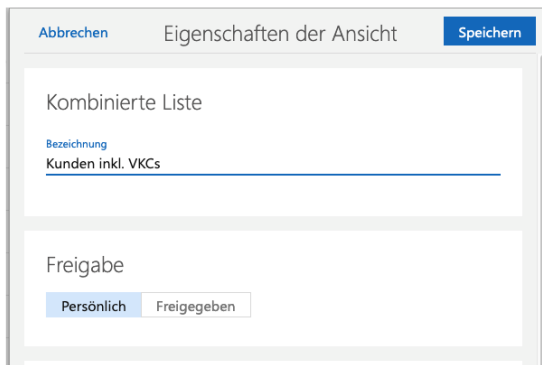 Abbrechen Eigenschaften der Ansicht Speichern
Kombinierte Liste
Bezeichnung
Kunden inkl. VKCs
Freigabe
Persönlich Freigegeben